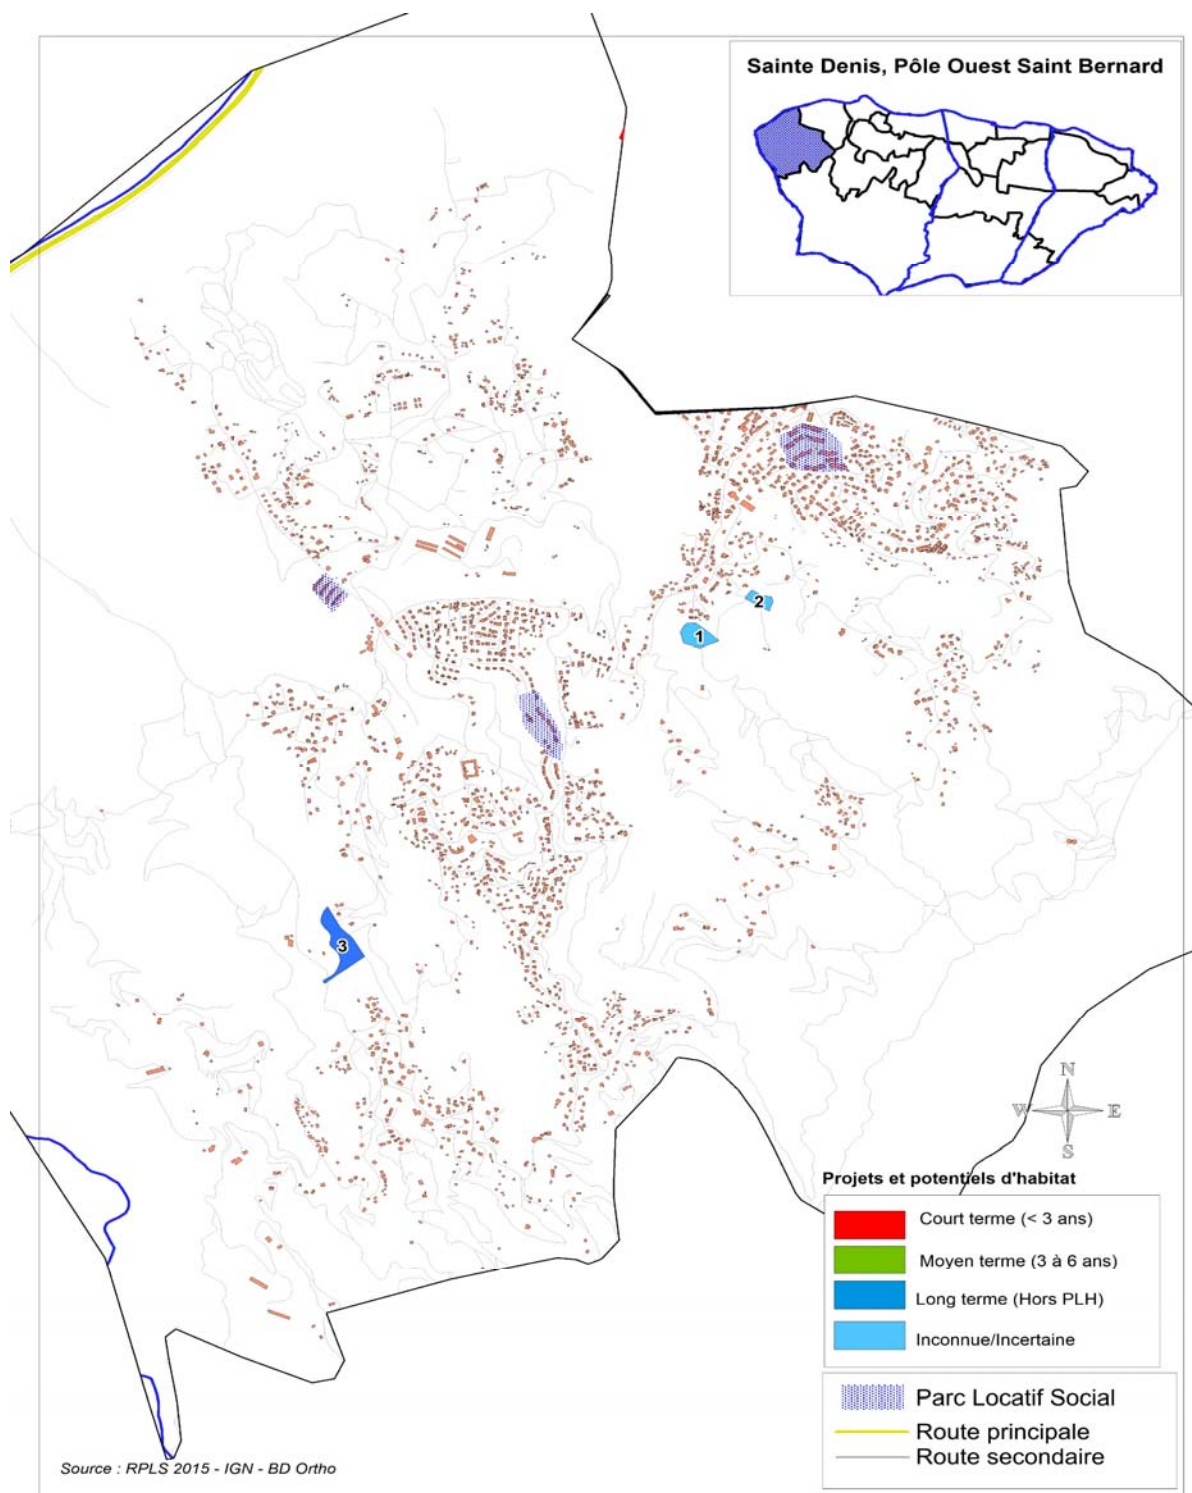 Sainte Denis, Pôle Ouest Saint Bernard
2
1
3
N
W
E
S
Projets et potentiels d'habitat
Court terme (< 3 ans)
Moyen terme (3 à 6 ans)
Long terme (Hors PLH)
Inconnue/Incertaine
Parc Locatif Social
Route principale
Route secondaire
Source : RPLS 2015 - IGN - BD Ortho